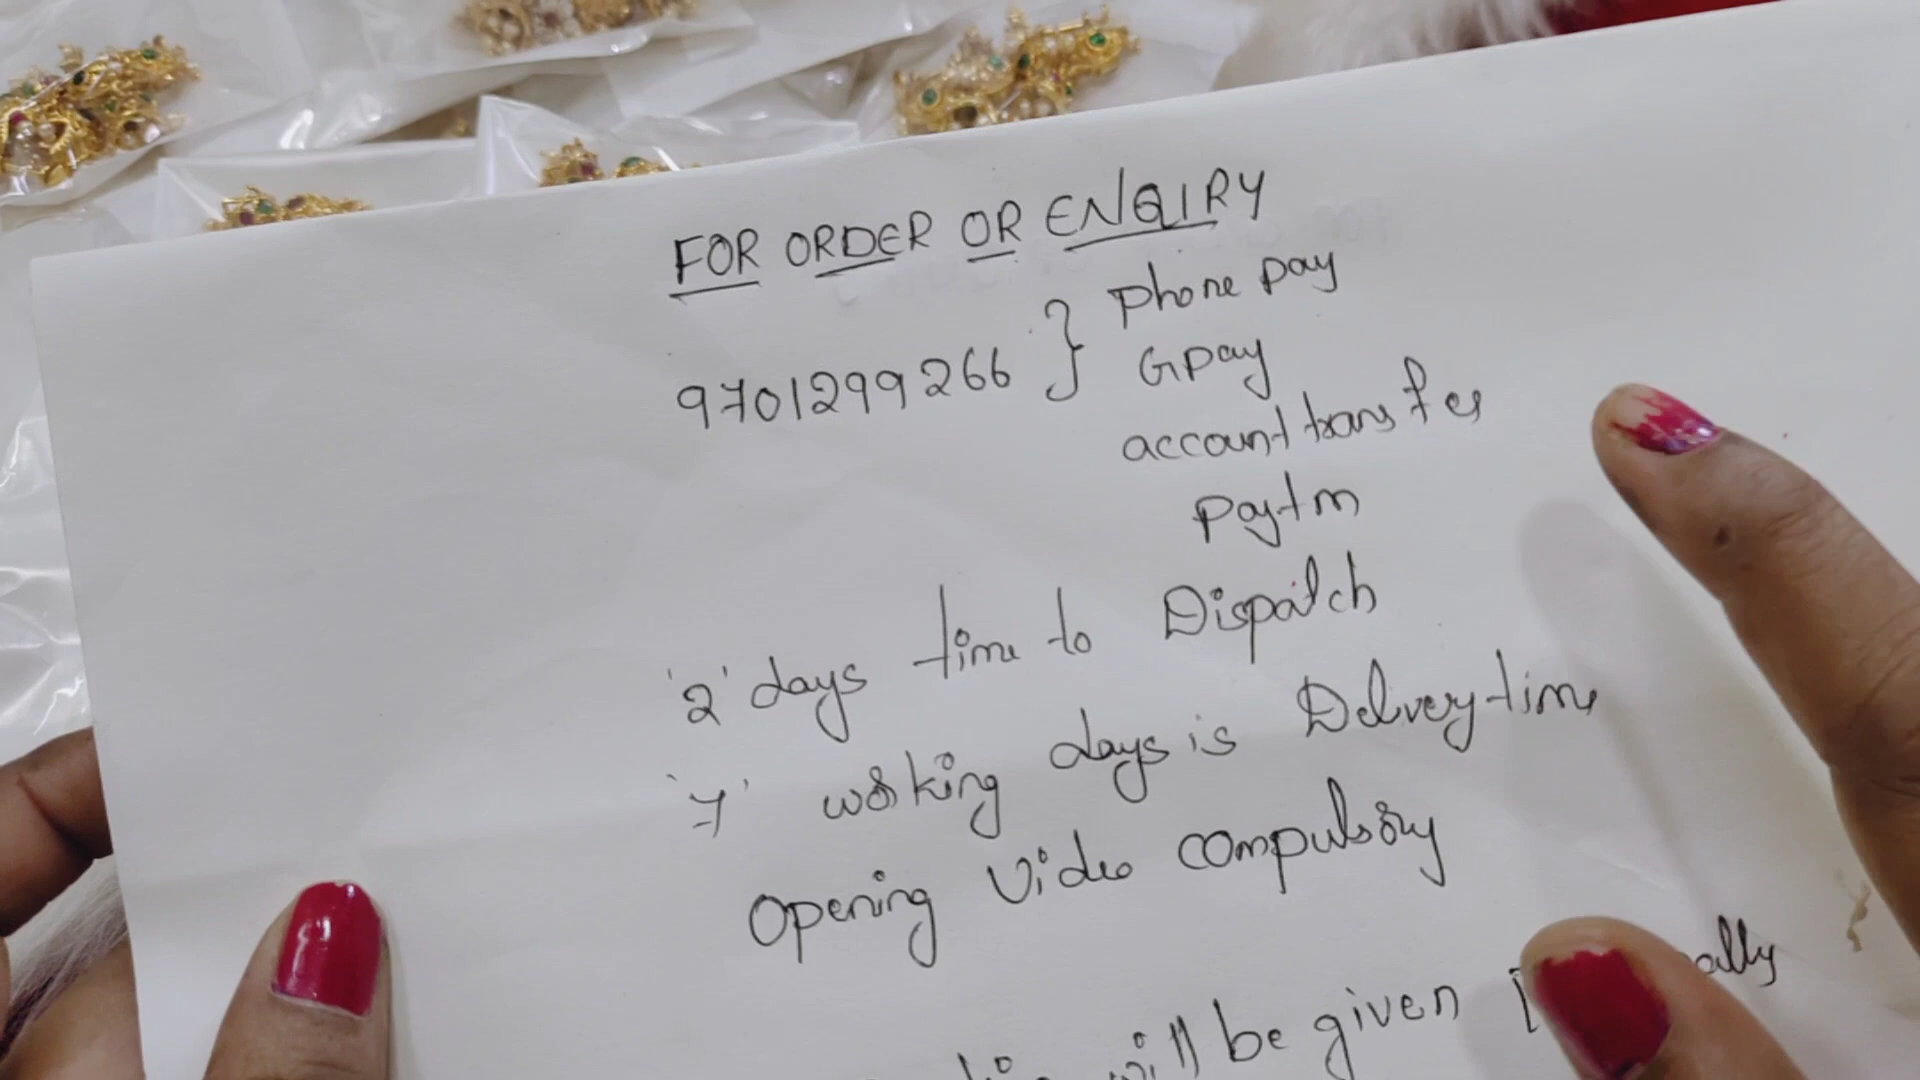 FOR ORDER OR ENQIRY
9701299266 } Phone pay
GPay
account transfer
Paytm
'2' days time to Dispatch
'7' working days is Delivery time
Opening Video compulsory
will be given